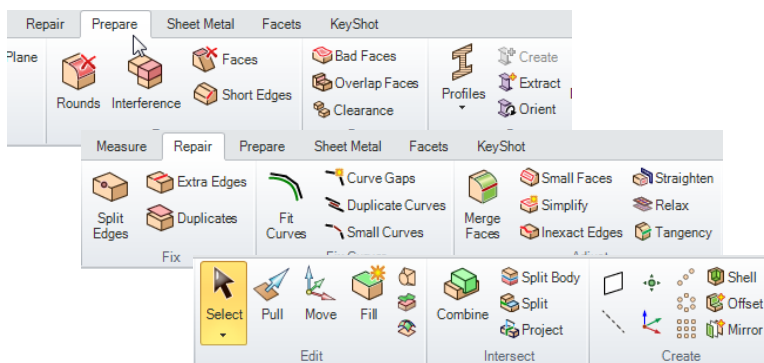 Repair Prepare Sheet Metal Facets KeyShot
Plane
Rounds Interference
Faces
Short Edges
Bad Faces
Overlap Faces
Clearance
Profiles
Create
Extract
Orient
Measure Repair Prepare Sheet Metal Facets KeyShot
Split
Edges
Extra Edges
Duplicates
Fix
Fit
Curves
Curve Gaps
Duplicate Curves
Small Curves
Merge
Faces
Small Faces
Simplify
Inexact Edges
Straighten
Relax
Tangency
Select Pull Move Fill
Edit
Combine
Split Body
Split
Project
Intersect
Shell
Offset
Mirror
Create